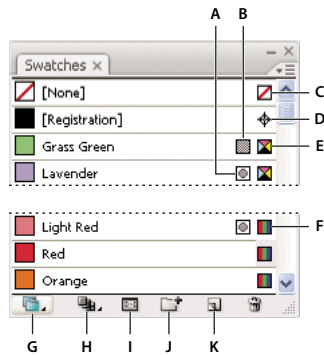 A B
Swatches ×
[None] C
[Registration] D
Grass Green E
Lavender
Light Red F
Red
Orange
G H I J K